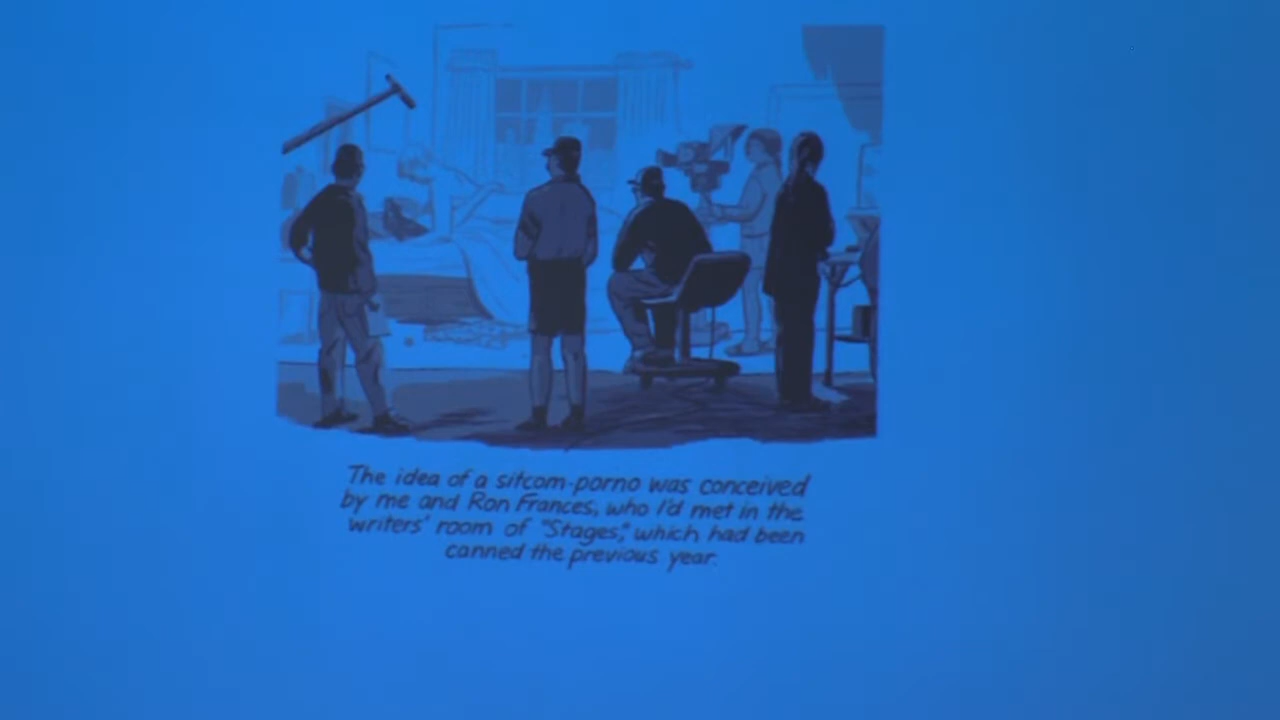 The idea of a sitcom-porno was conceived
by me and Ron Frances, who I'd met in the
writers' room of "Stages," which had been
canned the previous year.